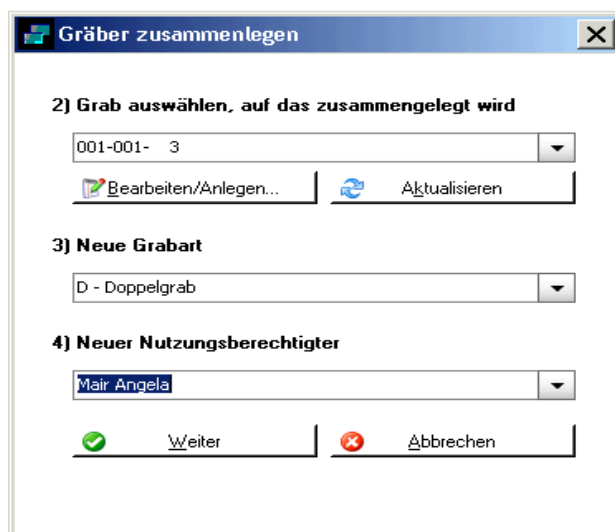 Gräber zusammenlegen
2) Grab auswählen, auf das zusammengelegt wird
001-001-   3
Bearbeiten/Anlegen... Aktualisieren
3) Neue Grabart
D - Doppelgrab
4) Neuer Nutzungsberechtigter
Mair Angela
Weiter Abbrechen